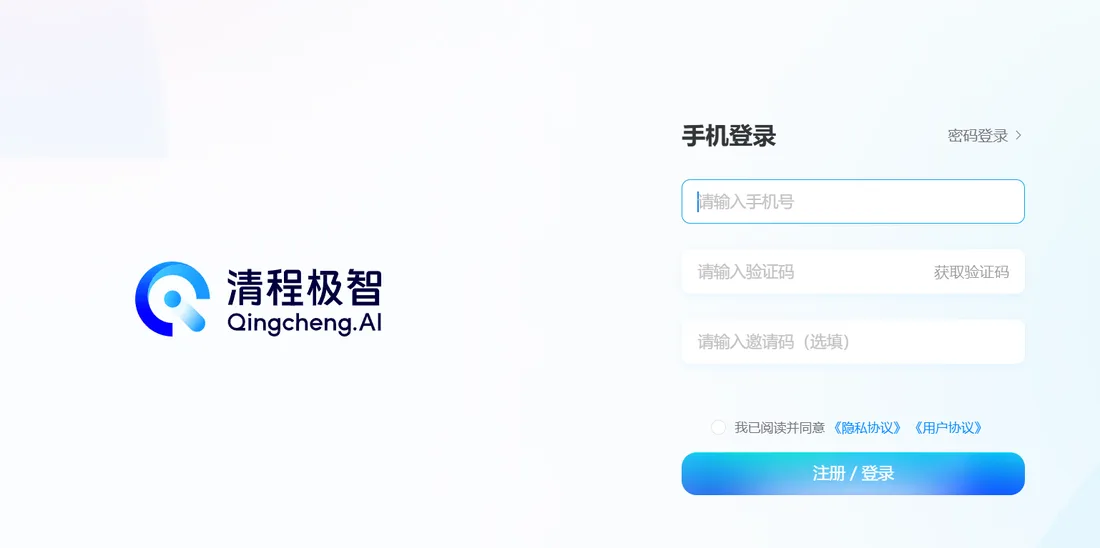 清程极智
Qingcheng.AI
手机登录
密码登录 >
请输入手机号
请输入验证码 获取验证码
请输入邀请码（选填）
我已阅读并同意《隐私协议》《用户协议》
注册 / 登录